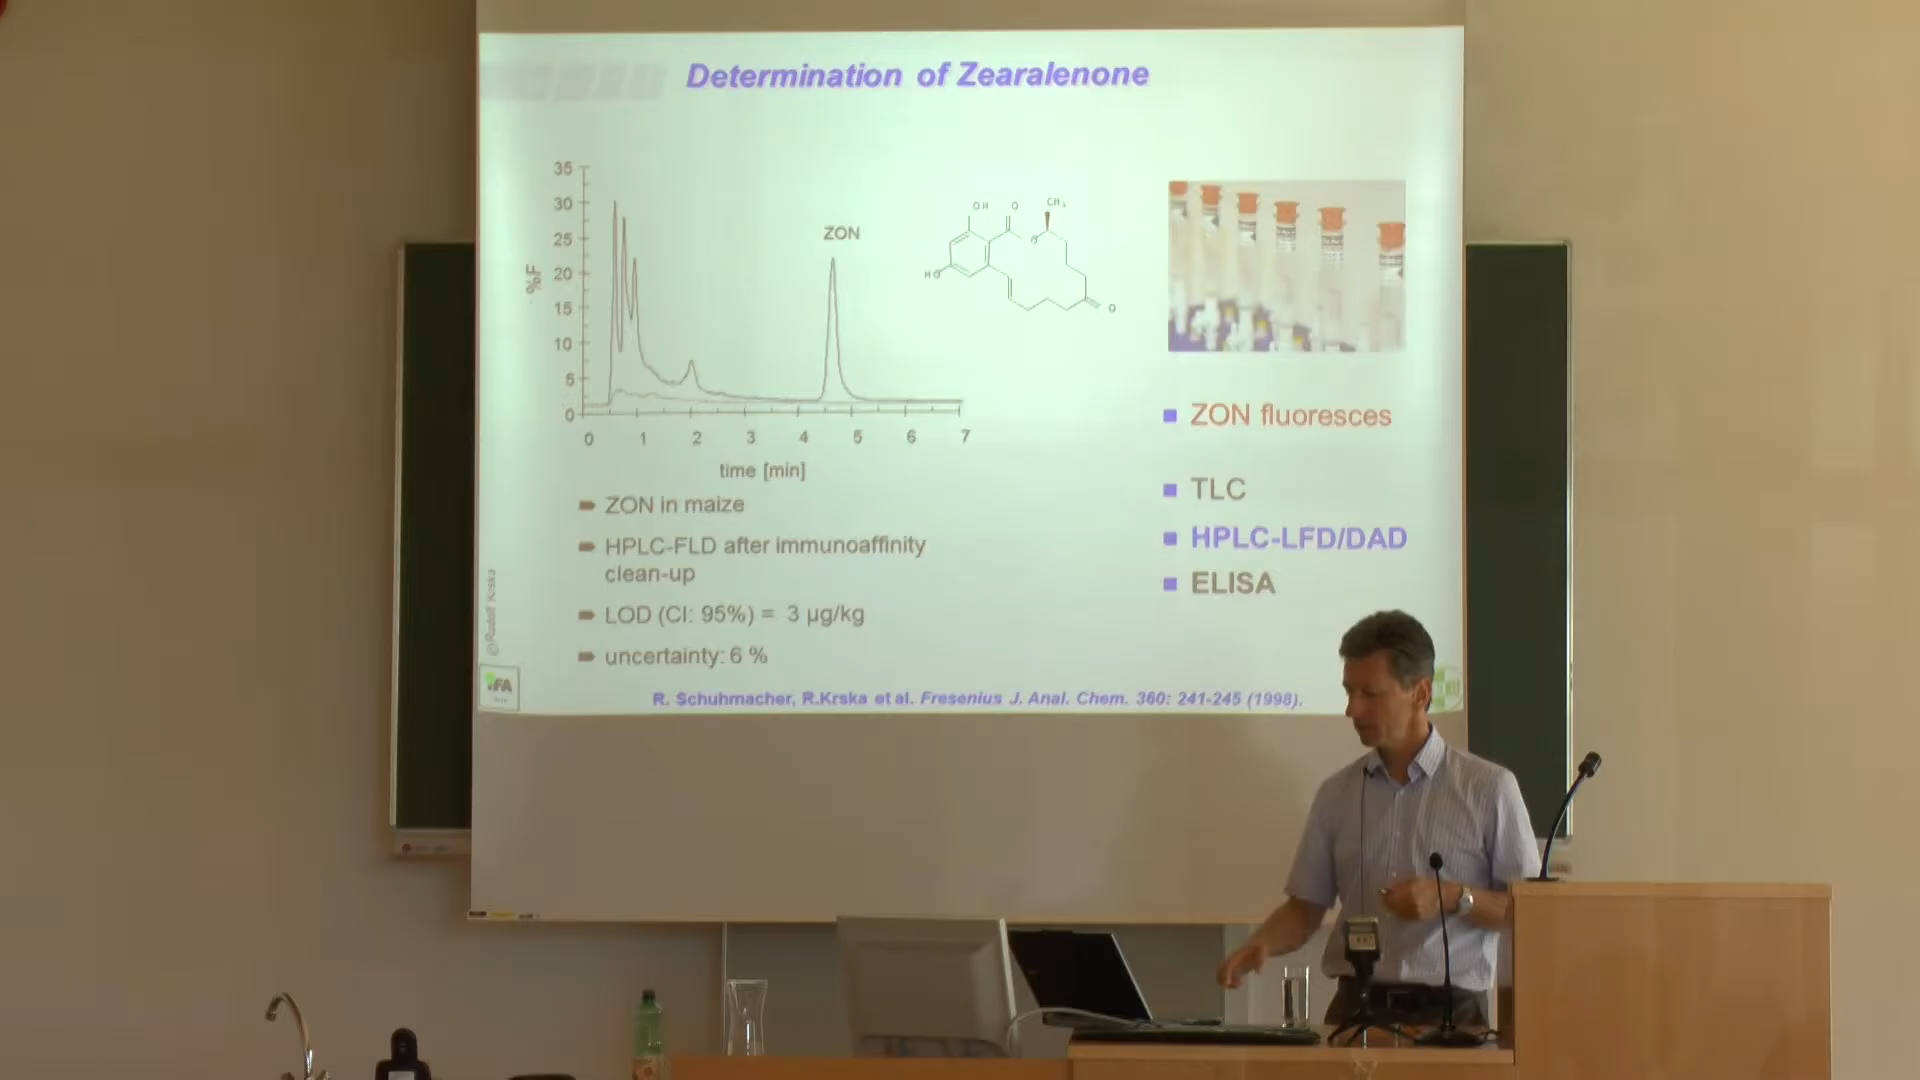 Determination of Zearalenone
35
30
25
20
15
10
5
0
%F
ZON
0 1 2 3 4 5 6 7
time [min]
OH
O
CH₃
O
HO
O
ZON in maize
HPLC-FLD after immunoaffinity
clean-up
LOD (CI: 95%) = 3 µg/kg
uncertainty: 6 %
ZON fluoresces
TLC
HPLC-LFD/DAD
ELISA
©Rudolf Krska
IFA
R. Schuhmacher, R.Krska et al. Fresenius J. Anal. Chem. 360: 241-245 (1998).